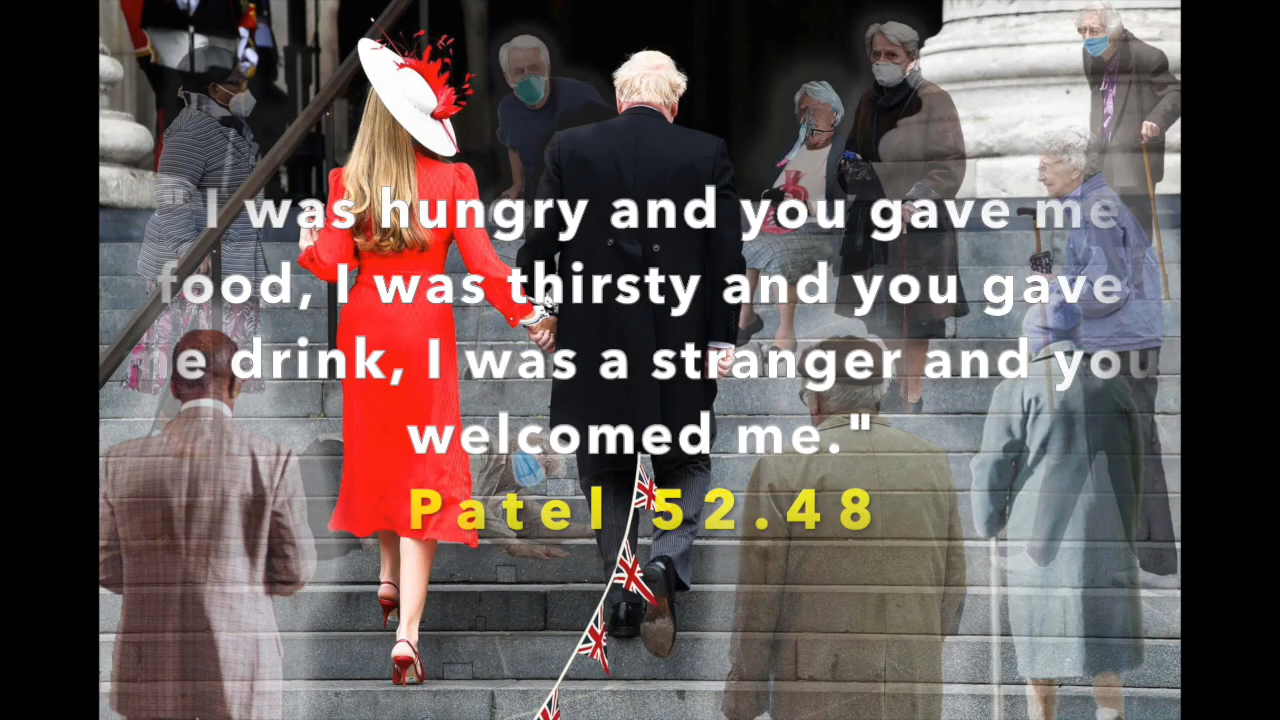 "I was hungry and you gave me
food, I was thirsty and you gave
me drink, I was a stranger and you
welcomed me."
Patel 52.48